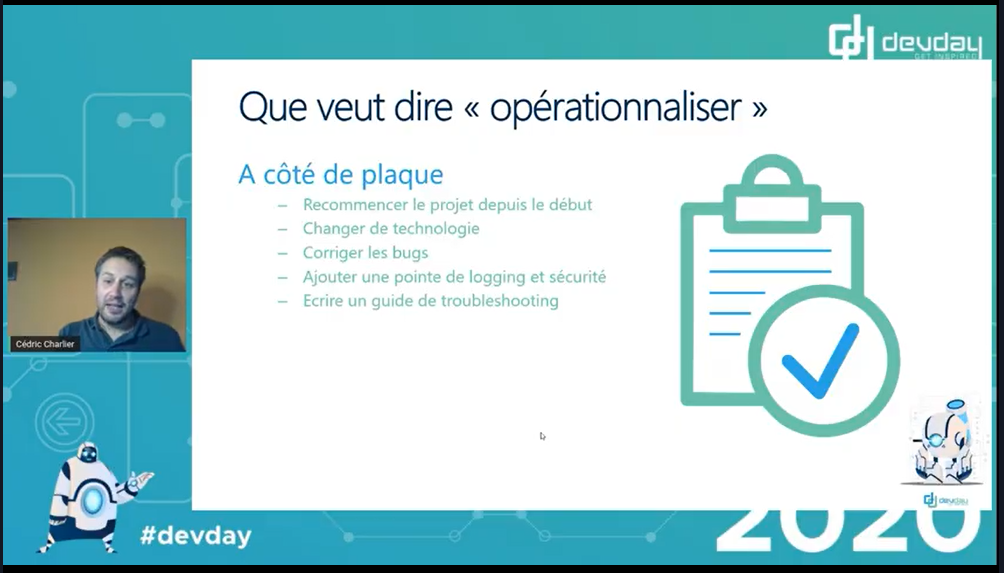 devday
GET INSPIRED
Que veut dire « opérationnaliser »
A côté de plaque
– Recommencer le projet depuis le début
– Changer de technologie
– Corriger les bugs
– Ajouter une pointe de logging et sécurité
– Ecrire un guide de troubleshooting
Cédric Charlier
devday
#devday
2020